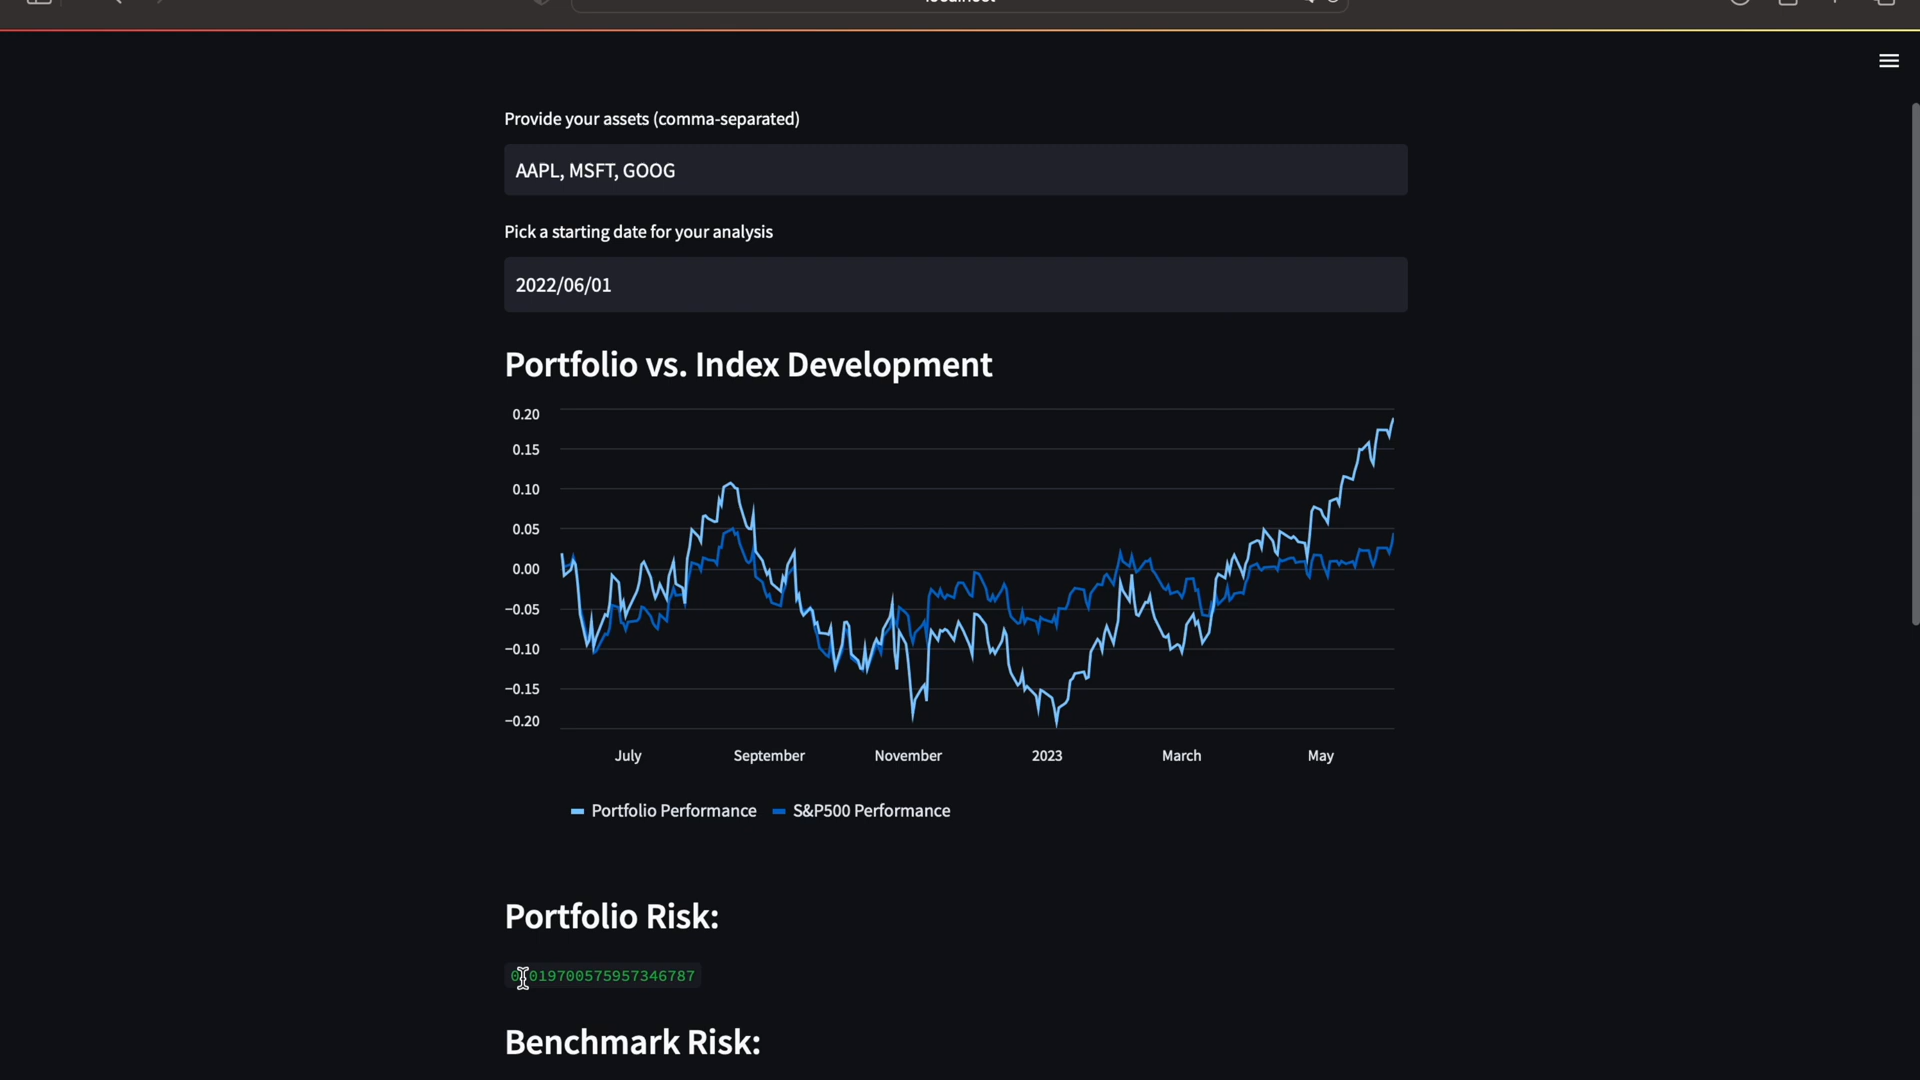 Provide your assets (comma-separated)
AAPL, MSFT, GOOG
Pick a starting date for your analysis
2022/06/01
Portfolio vs. Index Development
0.20
0.15
0.10
0.05
0.00
−0.05
−0.10
−0.15
−0.20
July September November 2023 March May
Portfolio Performance S&P500 Performance
Portfolio Risk:
Benchmark Risk: